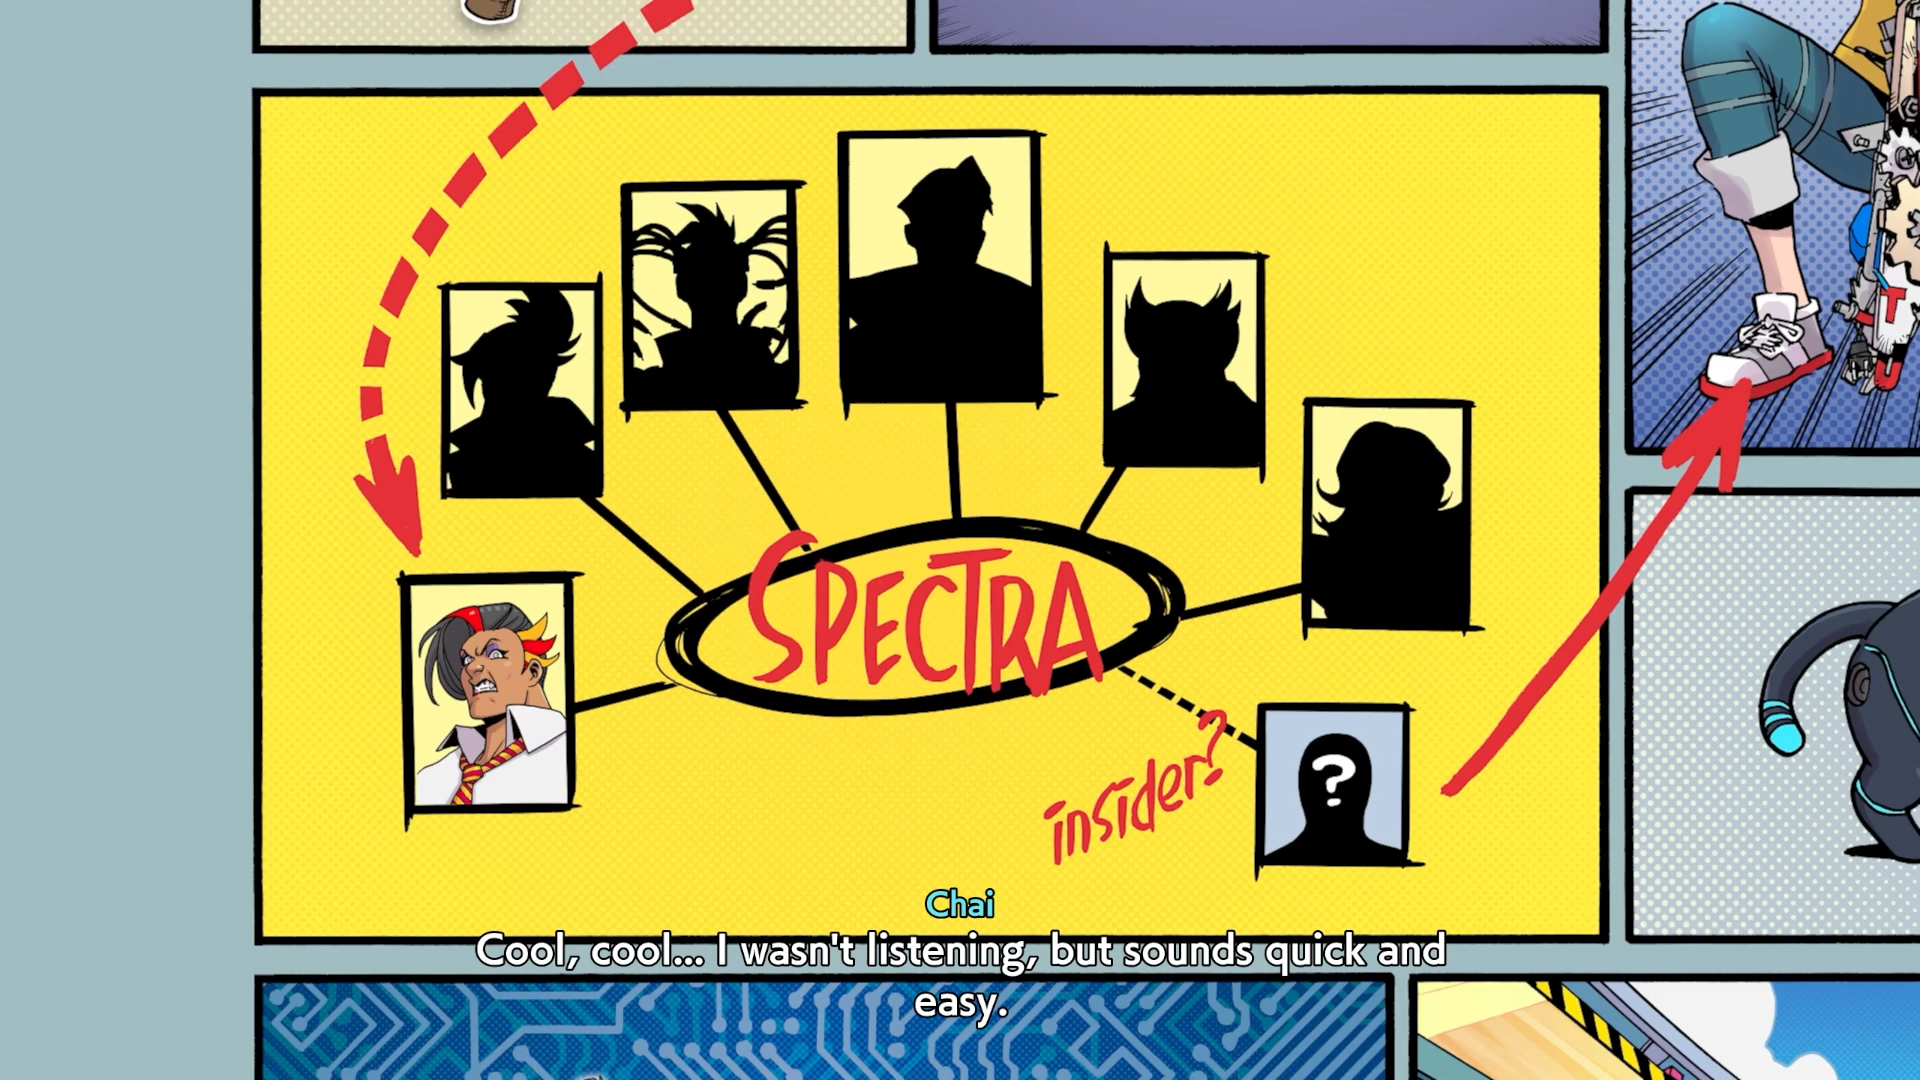 SPECTRA
?
insider?
Chai
Cool, cool... I wasn't listening, but sounds quick and
easy.